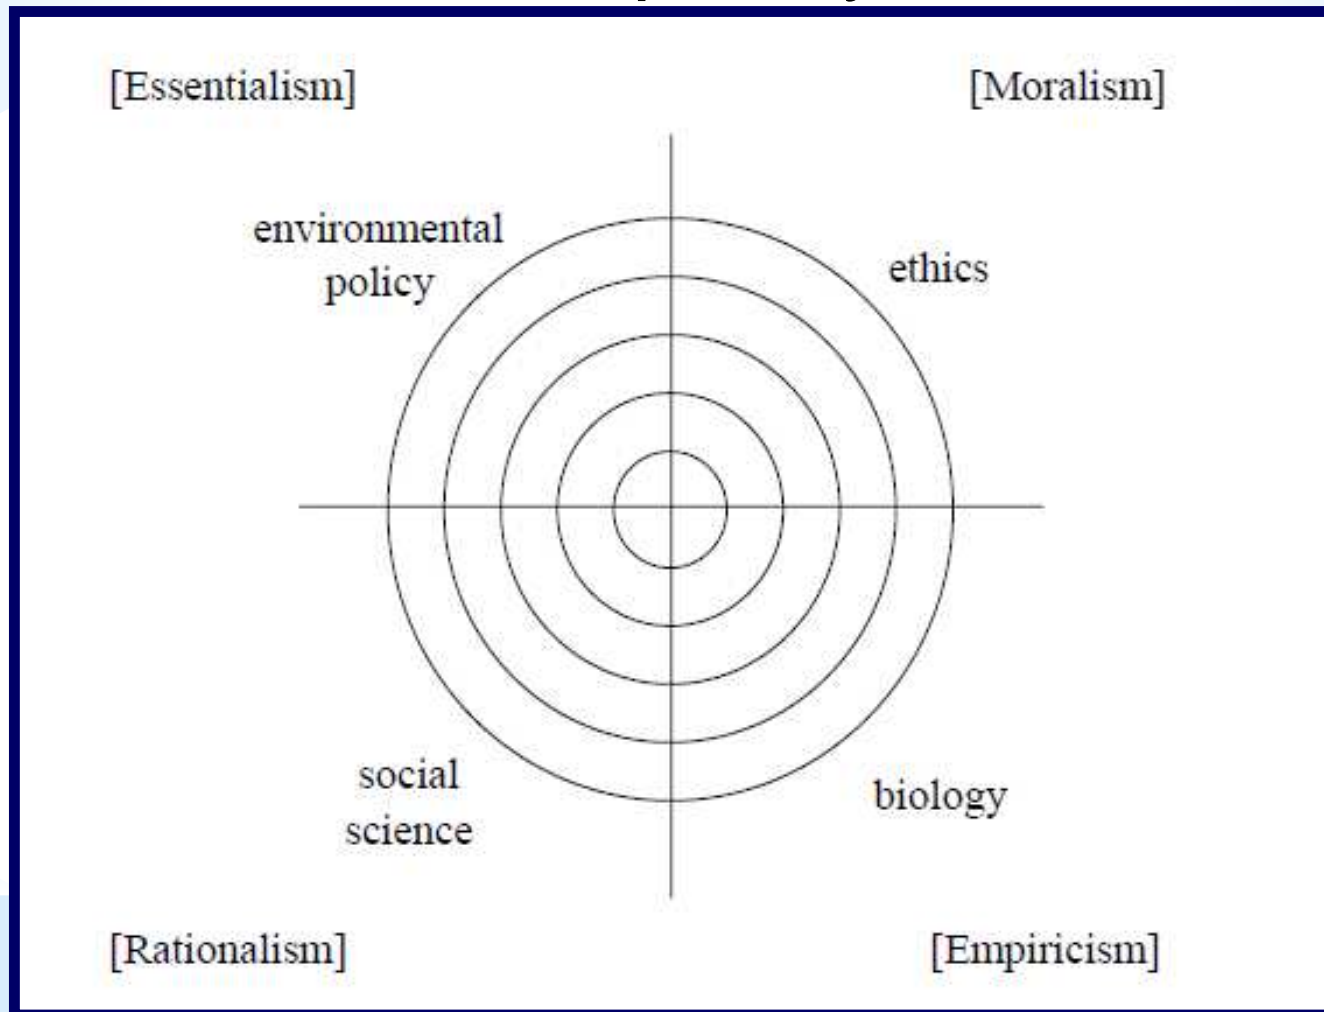 [Essentialism]
[Moralism]
environmental
policy
ethics
social
science
biology
[Rationalism]
[Empiricism]